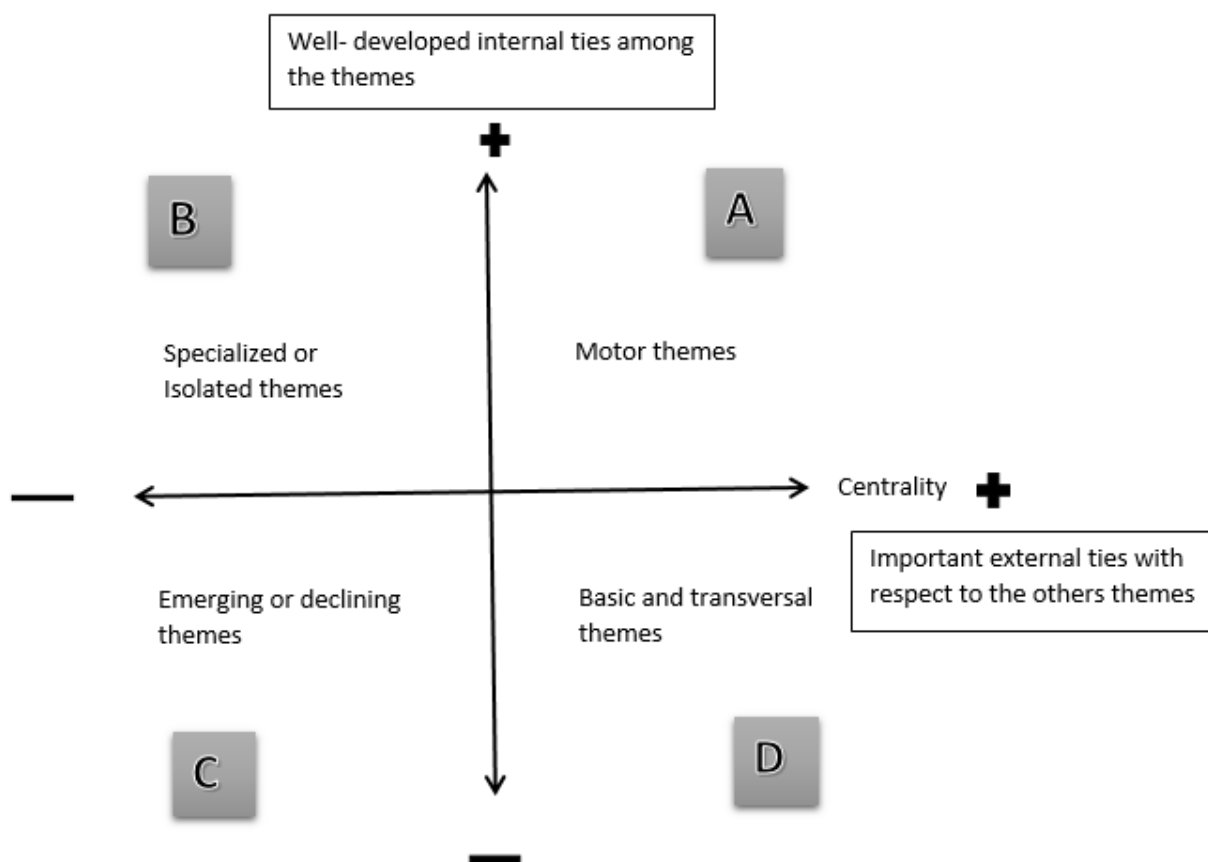 Well- developed internal ties among
the themes
B
A
Specialized or
Isolated themes
Motor themes
Centrality
Important external ties with
respect to the others themes
Emerging or declining
themes
Basic and transversal
themes
C
D